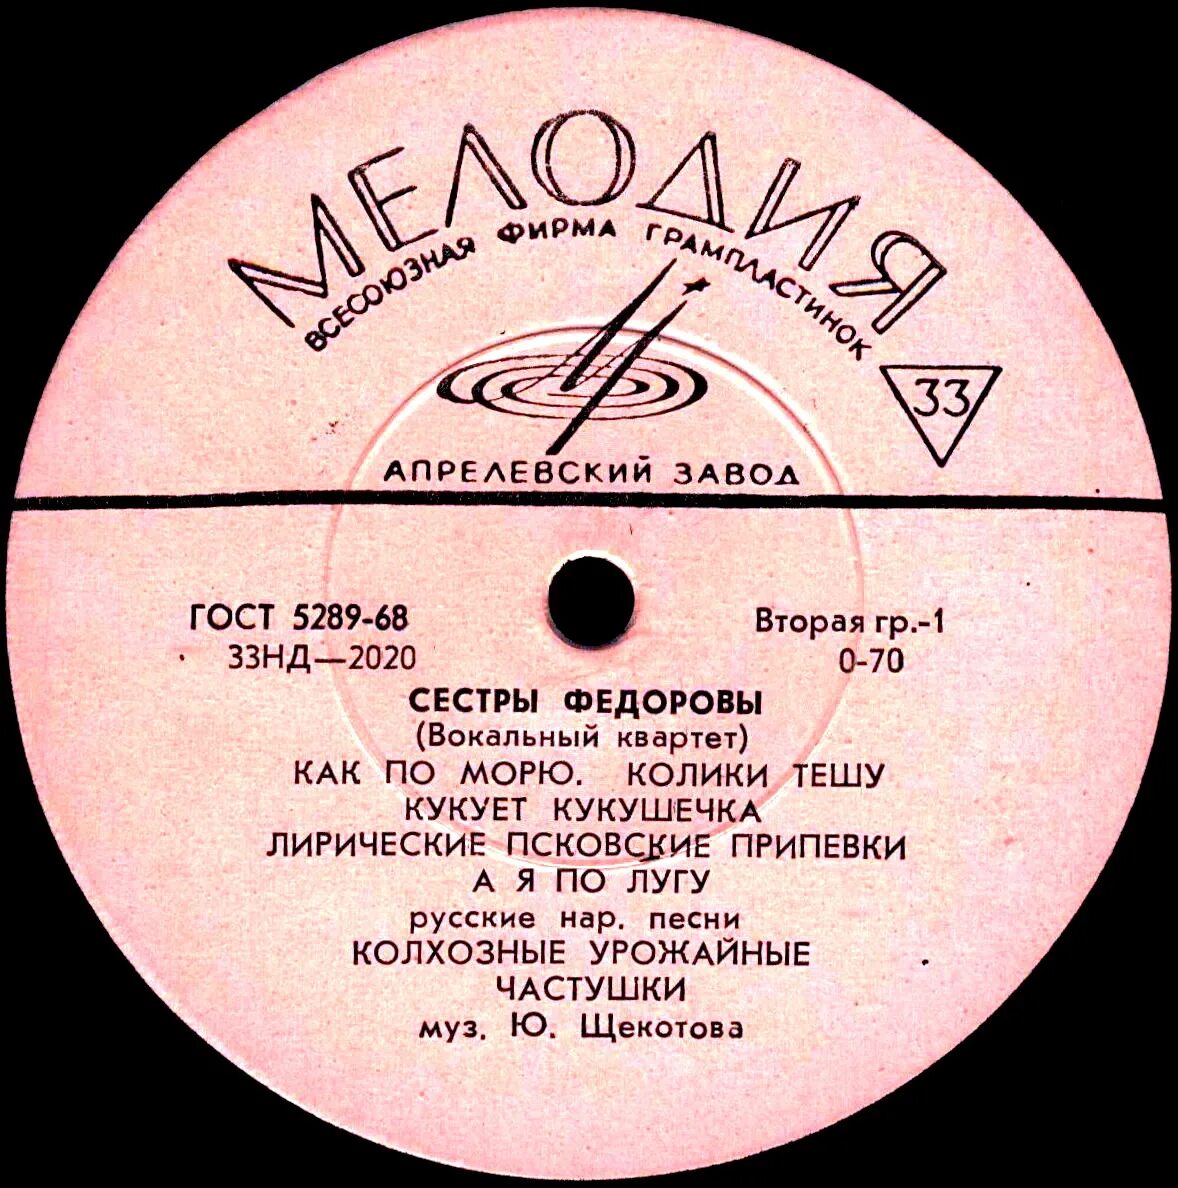 МЕЛОДИЯ
ВСЕСОЮЗНАЯ ФИРМА ГРАМПЛАСТИНОК
33
АПРЕЛЕВСКИЙ ЗАВОД
ГОСТ 5289-68
Вторая гр.-1
33НД—2020
0-70
СЕСТРЫ ФЕДОРОВЫ
(Вокальный квартет)
КАК ПО МОРЮ. КОЛИКИ ТЕШУ
КУКУЕТ КУКУШЕЧКА
ЛИРИЧЕСКИЕ ПСКОВСКИЕ ПРИПЕВКИ
А Я ПО ЛУГУ
русские нар. песни
КОЛХОЗНЫЕ УРОЖАЙНЫЕ
ЧАСТУШКИ
муз. Ю. Щекотова